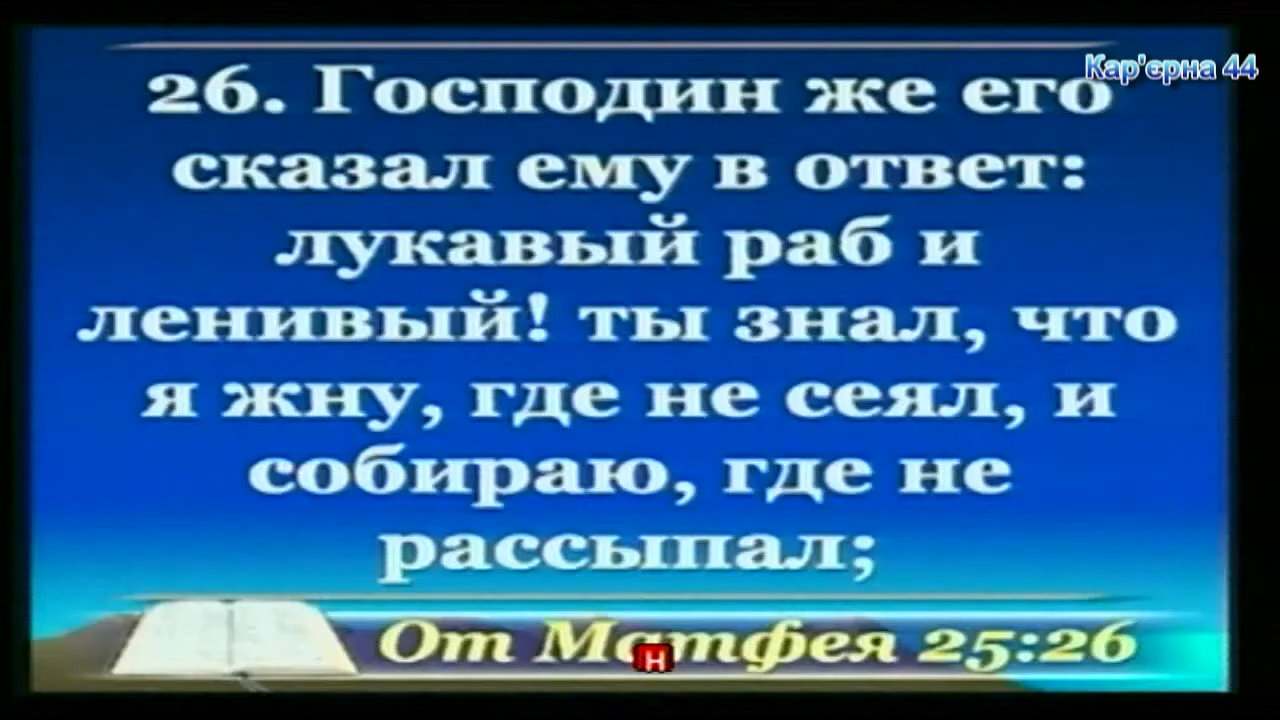 Кар'єрна 44
26. Господин же его
сказал ему в ответ:
лукавый раб и
ленивый! ты знал, что
я жну, где не сеял, и
собираю, где не
рассыпал;
От Матфея 25:26
H